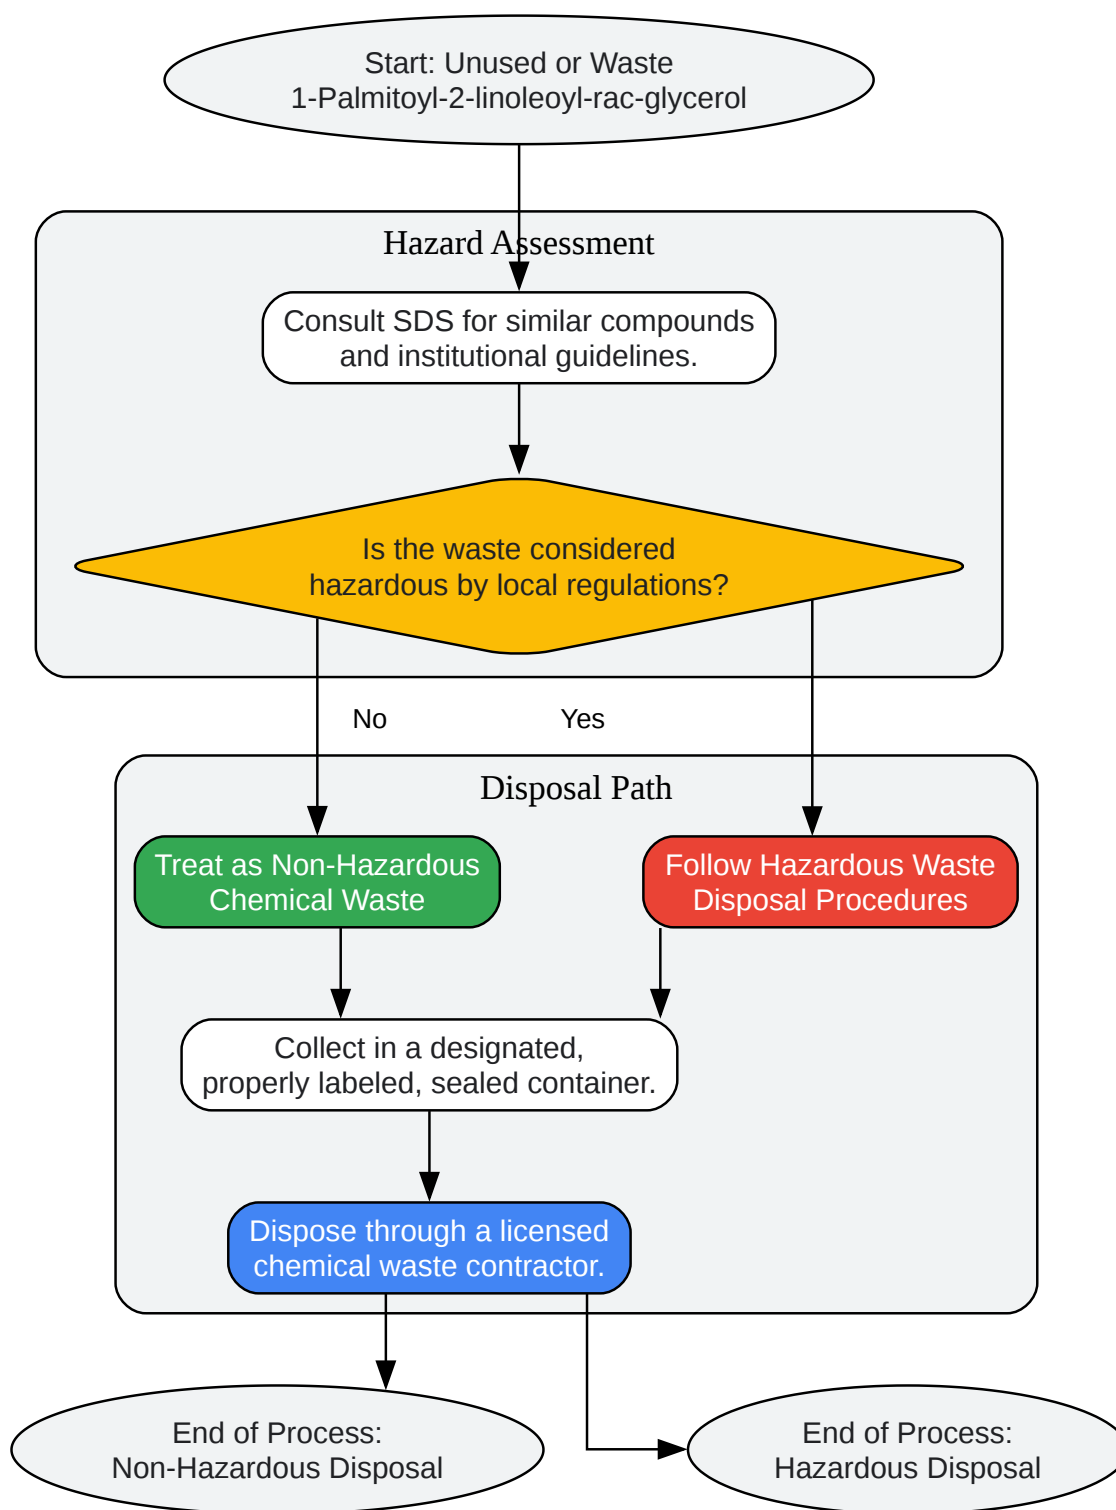 Start: Unused or Waste
1-Palmitoyl-2-linoleoyl-rac-glycerol
Hazard Assessment
Consult SDS for similar compounds
and institutional guidelines.
Is the waste considered
hazardous by local regulations?
No
Yes
Disposal Path
Treat as Non-Hazardous
Chemical Waste
Follow Hazardous Waste
Disposal Procedures
Collect in a designated,
properly labeled, sealed container.
Dispose through a licensed
chemical waste contractor.
End of Process:
Non-Hazardous Disposal
End of Process:
Hazardous Disposal